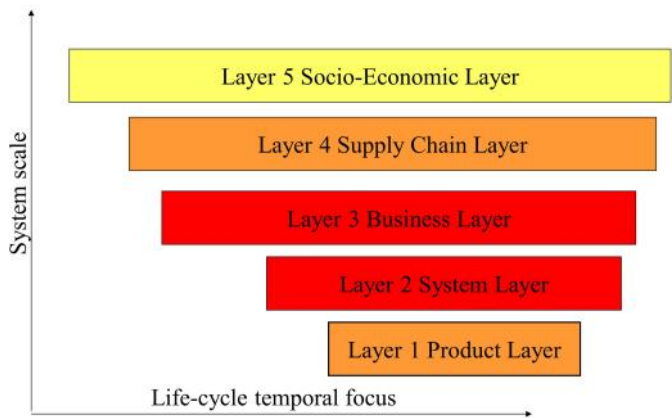 Layer 5 Socio-Economic Layer
Layer 4 Supply Chain Layer
System scale
Layer 3 Business Layer
Layer 2 System Layer
Layer 1 Product Layer
Life-cycle temporal focus